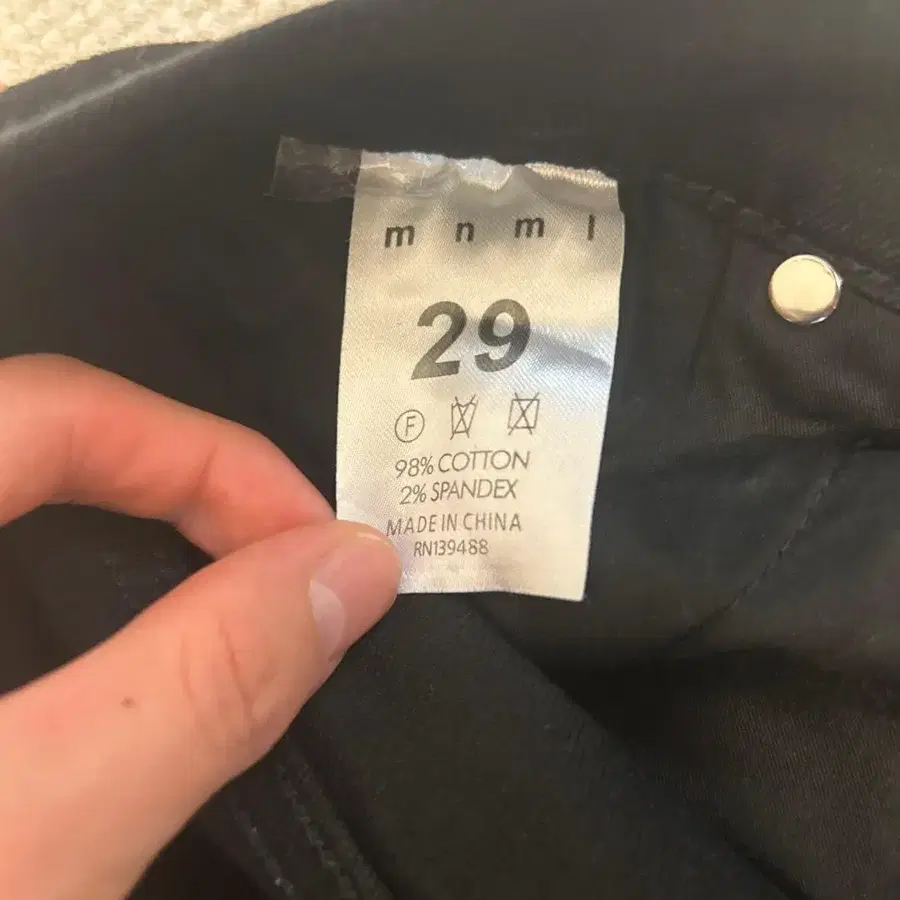 m n m l
29
F
98% COTTON
2% SPANDEX
MADE IN CHINA
RN139488